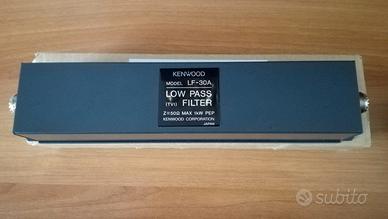 KENWOOD
MODEL LF-30A
LOW PASS
(TVI) FILTER
Z=50Ω MAX 1kW PEP
KENWOOD CORPORATION
JAPAN
subito